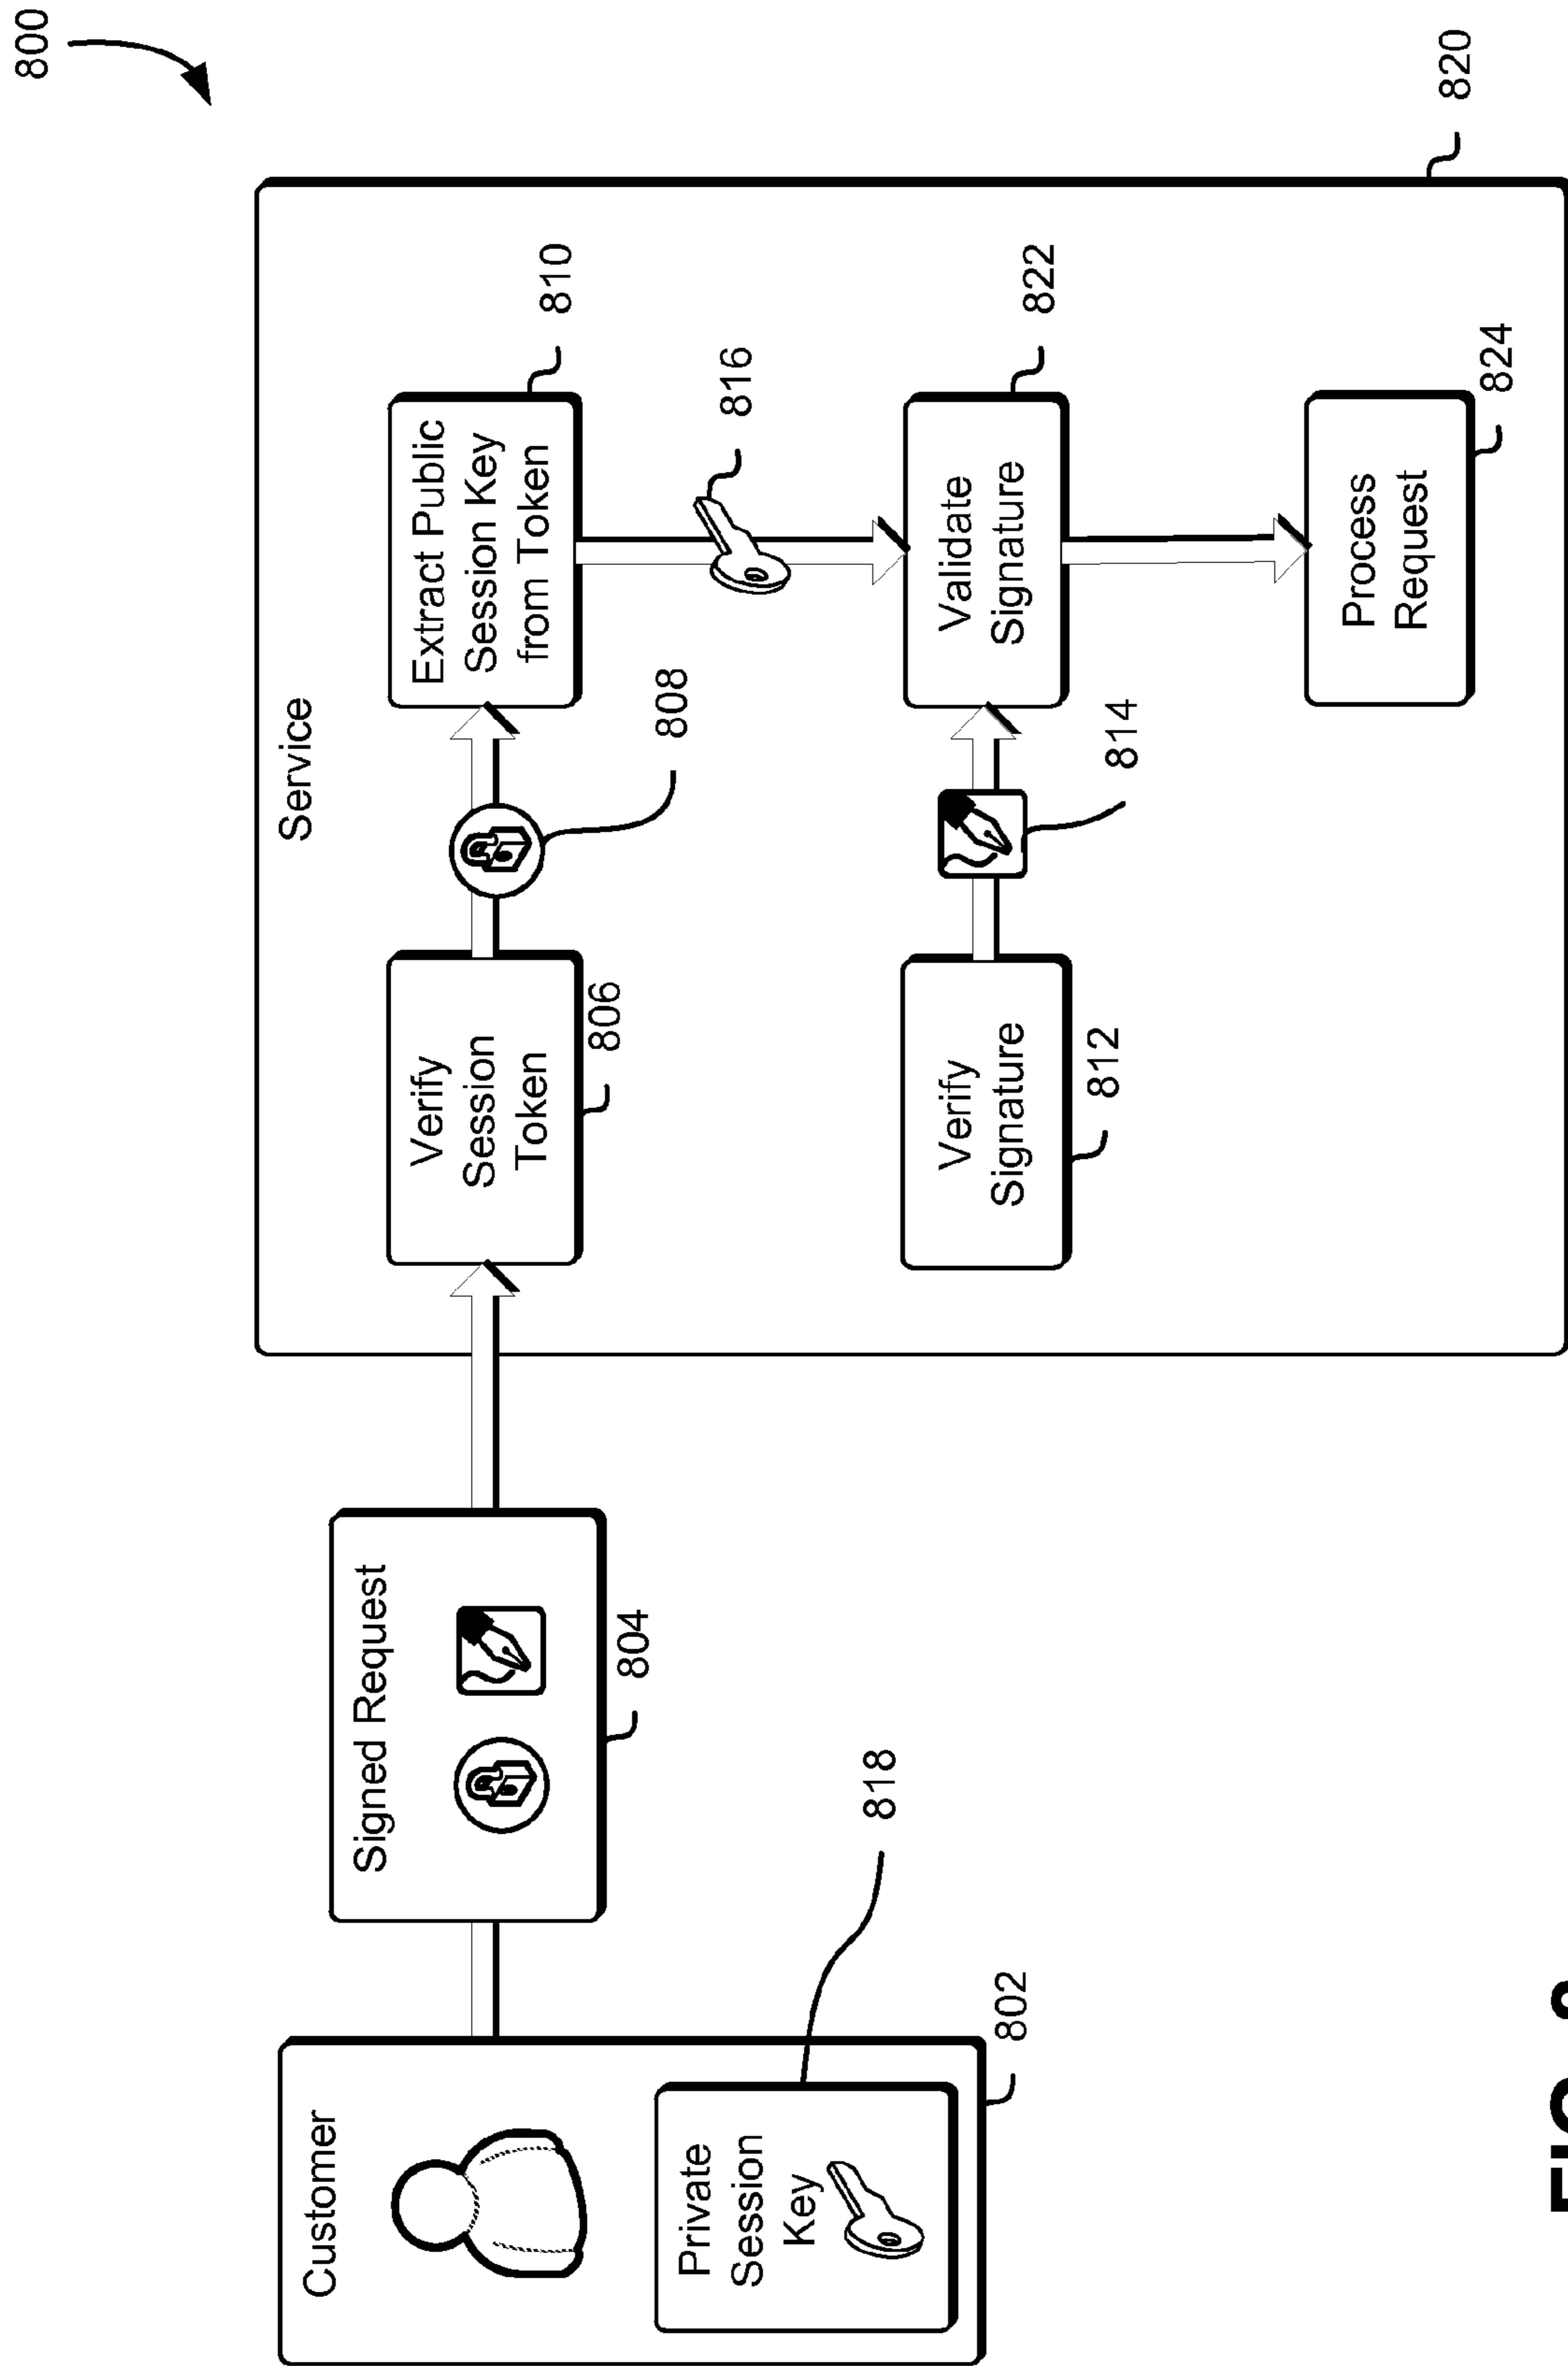 800
Customer
Private
Session
Key
818
802
Signed Request
804
Service
820
Verify
Session
Token
806
808
Extract Public
Session Key
from Token
810
816
Verify
Signature
812
814
Validate
Signature
822
Process
Request
824